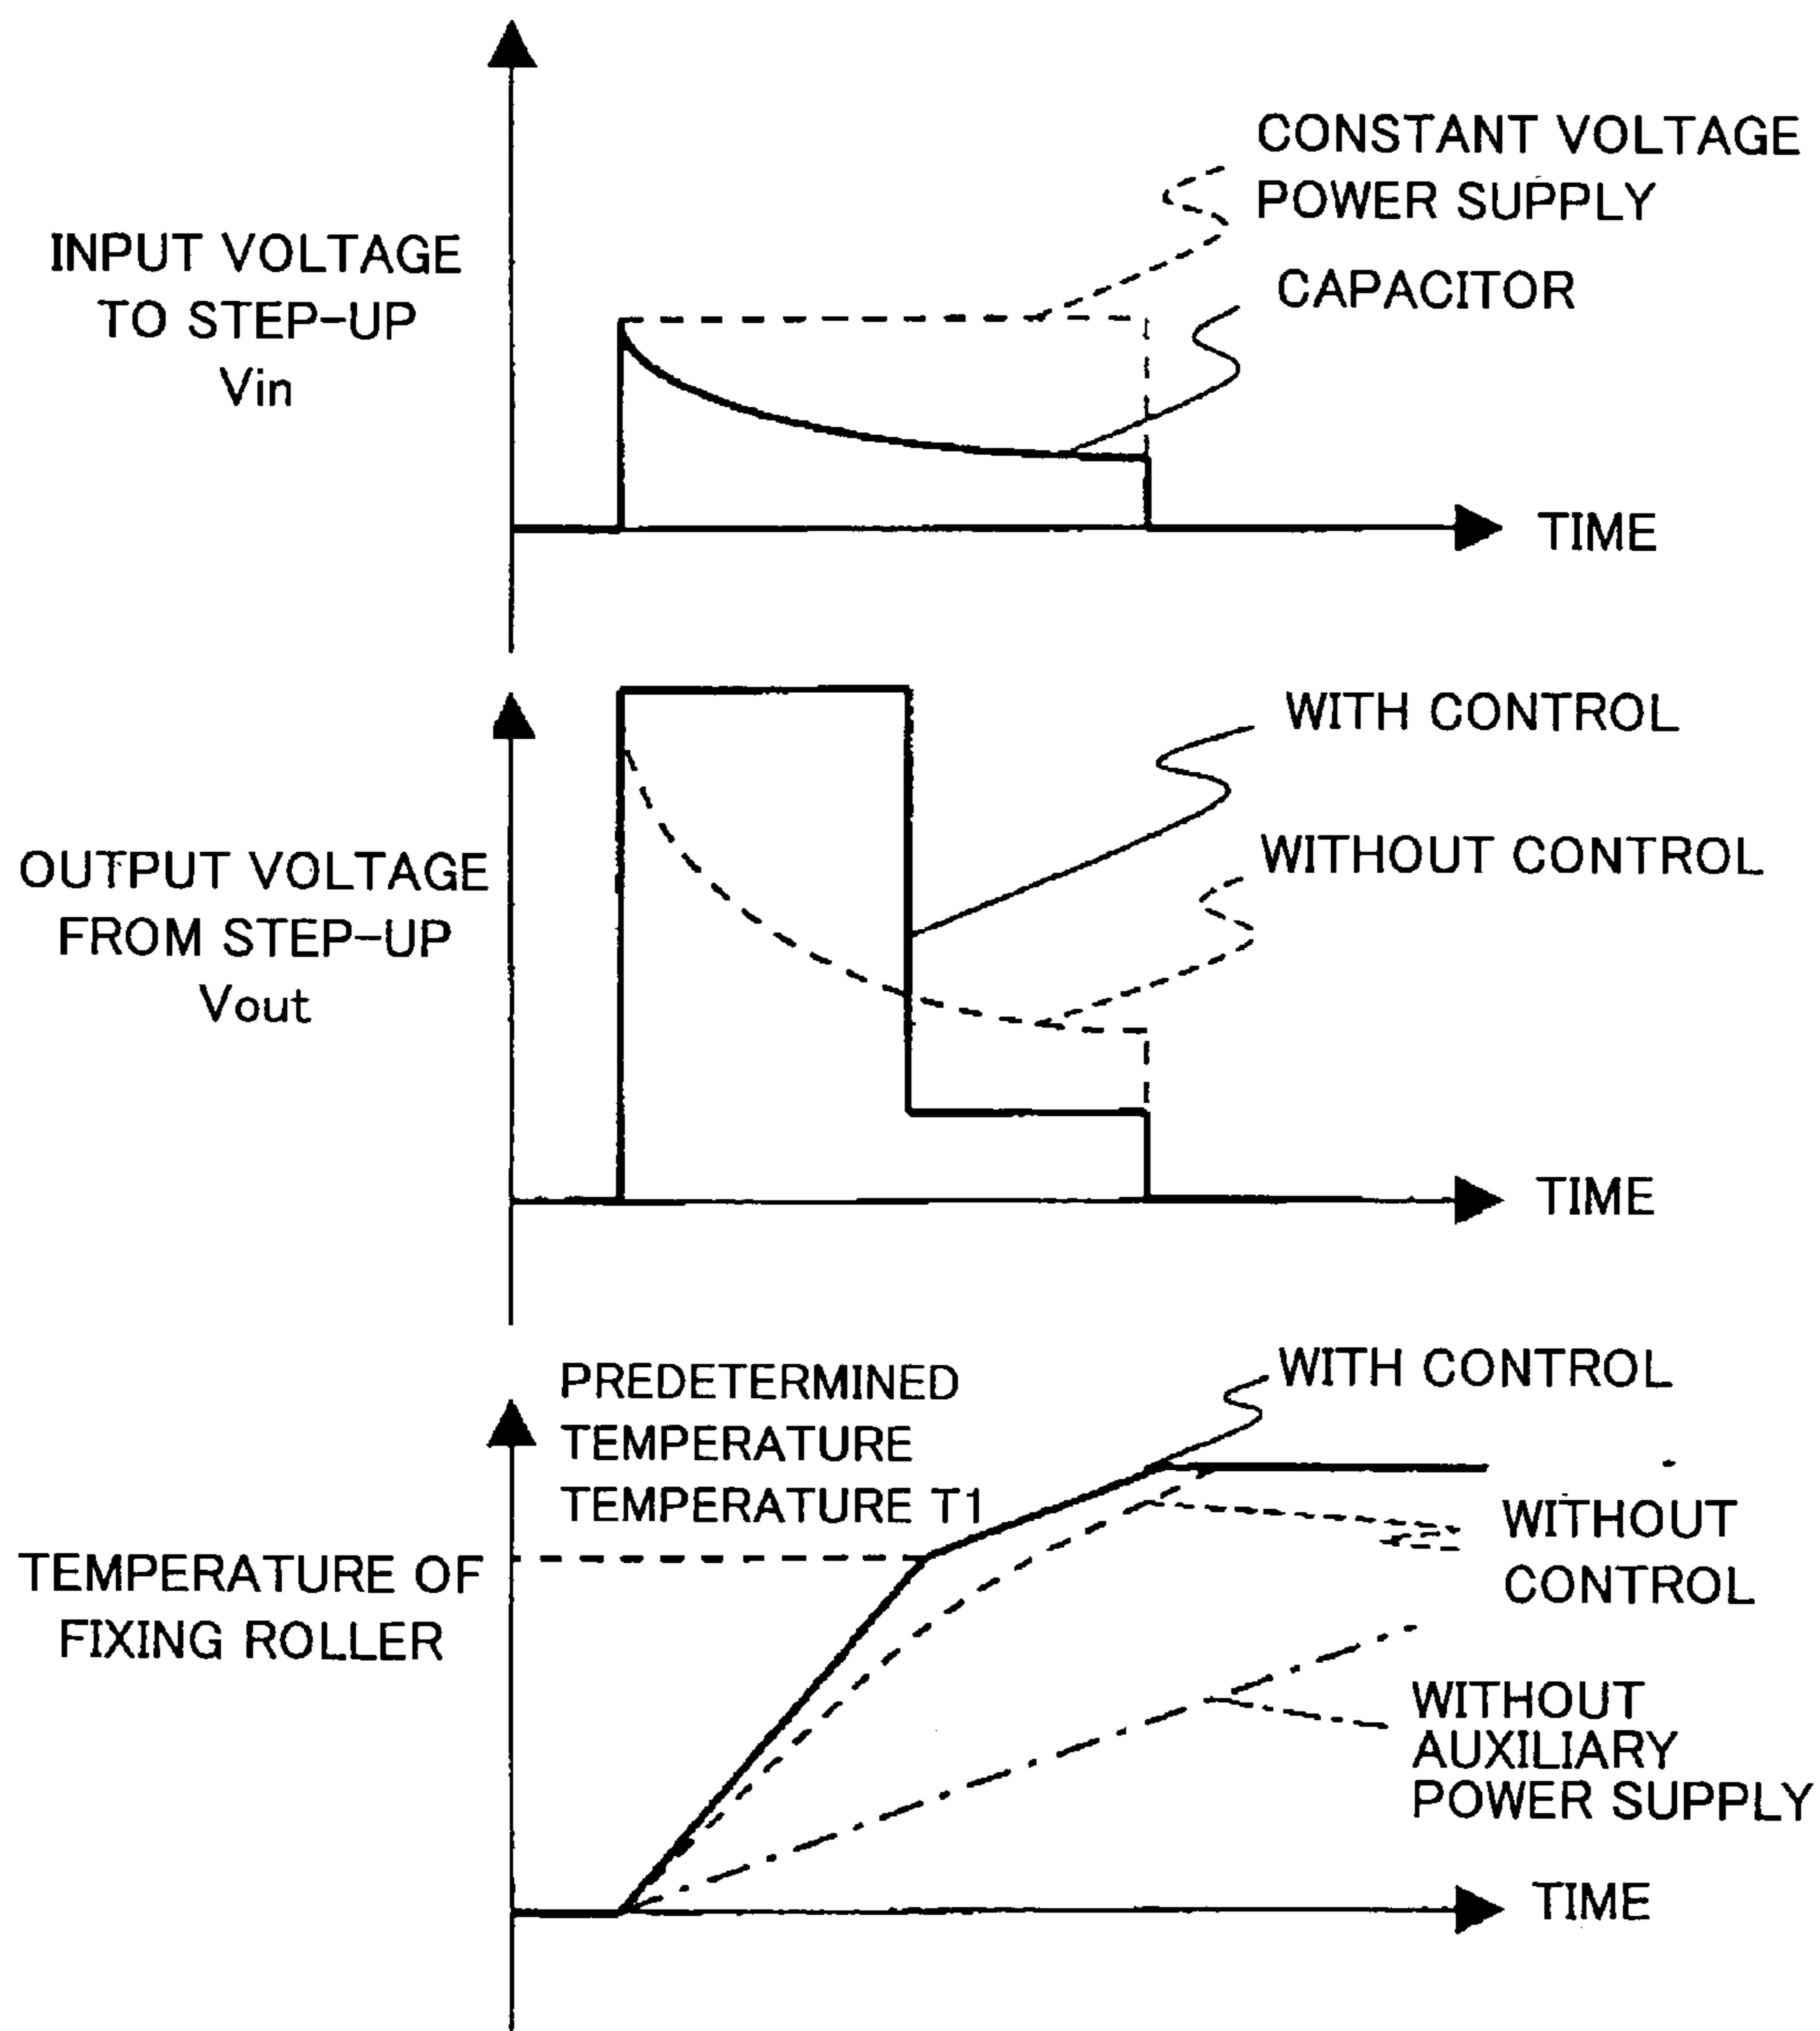 CONSTANT VOLTAGE
POWER SUPPLY
INPUT VOLTAGE
TO STEP-UP
Vin
CAPACITOR
TIME
WITH CONTROL
WITHOUT CONTROL
OUTPUT VOLTAGE
FROM STEP-UP
Vout
TIME
PREDETERMINED
TEMPERATURE
TEMPERATURE T1
WITH CONTROL
TEMPERATURE OF
FIXING ROLLER
WITHOUT
CONTROL
WITHOUT
AUXILIARY
POWER SUPPLY
TIME